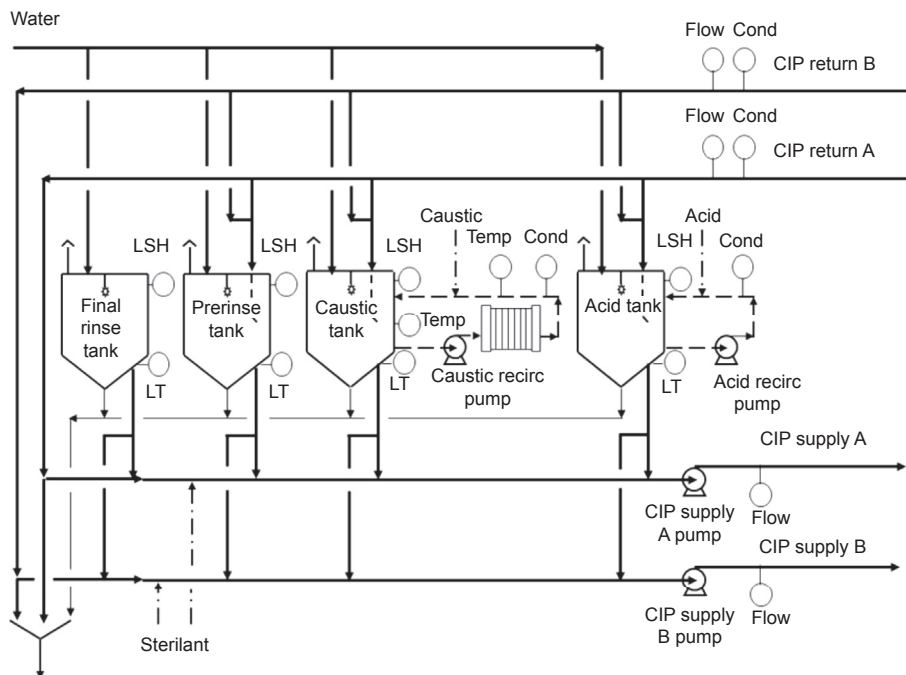 Water
Flow Cond
CIP return B
Flow Cond
CIP return A
Caustic
Temp
Cond
Acid
Cond
LSH
LSH
LSH
LSH
Final
rinse
tank
Prerinse
tank
Caustic
tank
Temp
Acid tank
Caustic recirc
pump
Acid recirc
pump
LT
LT
LT
LT
CIP supply A
CIP supply
A pump
Flow
CIP supply B
CIP supply
B pump
Flow
Sterilant